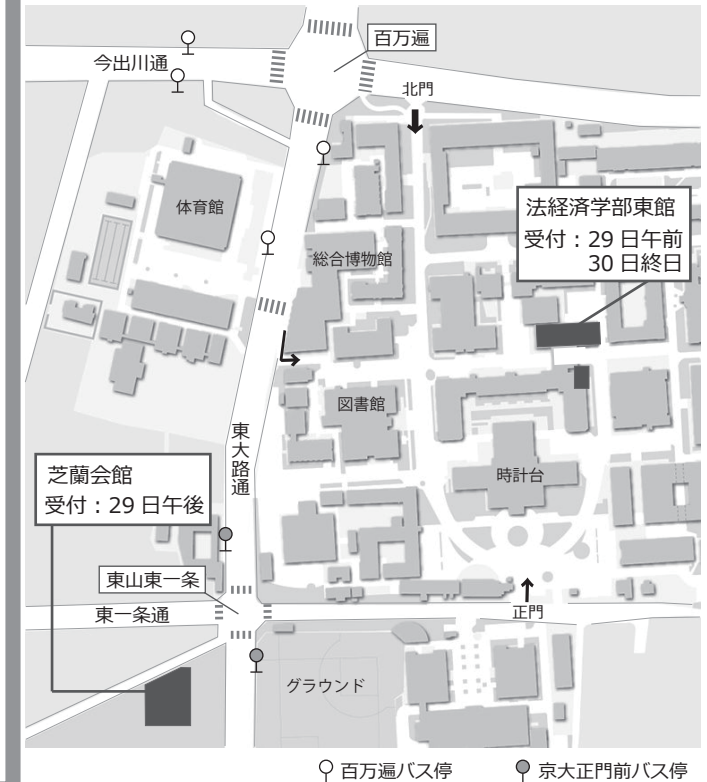 百万遍
今出川通
北門
法経済学部東館
受付：29 日午前
30 日終日
体育館
総合博物館
図書館
東大路通
時計台
芝蘭会館
受付：29 日午後
東山東一条
東一条通
正門
グラウンド
百万遍バス停
京大正門前バス停